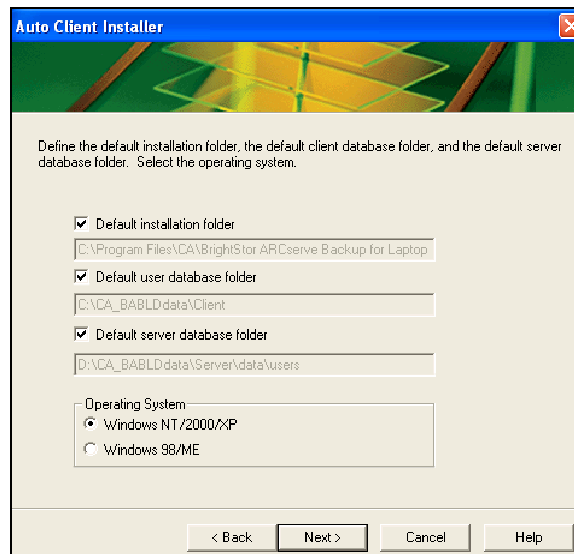 Auto Client Installer
Define the default installation folder, the default client database folder, and the default server
database folder. Select the operating system.
Default installation folder
C:\Program Files\CA\BrightStor ARCserve Backup for Laptop
Default user database folder
C:\CA_BABLDdata\Client
Default server database folder
D:\CA_BABLDdata\Server\data\users
Operating System
Windows NT/2000/XP
Windows 98/ME
< Back
Next >
Cancel
Help